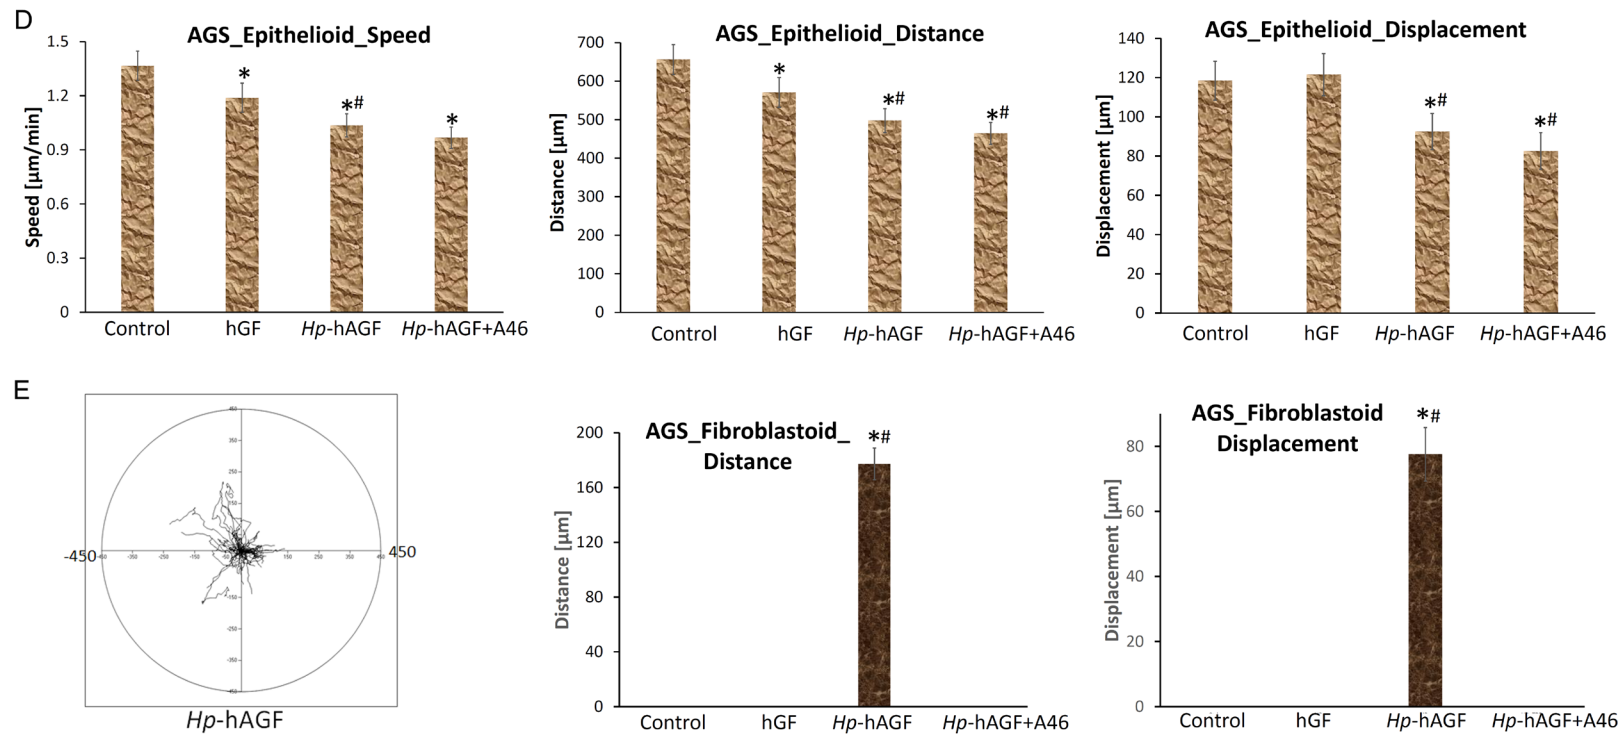 D
AGS_Epithelioid_Speed
Speed [µm/min]
1.5
1.2
0.9
0.6
0.3
0
*
*#
*
Control hGF Hp-hAGF Hp-hAGF+A46
AGS_Epithelioid_Distance
Distance [µm]
700
600
500
400
300
200
100
0
*
*#
*#
Control hGF Hp-hAGF Hp-hAGF+A46
AGS_Epithelioid_Displacement
Displacement [µm]
140
120
100
80
60
40
20
0
*#
*#
Control hGF Hp-hAGF Hp-hAGF+A46
E
-450
450
Hp-hAGF
AGS_Fibroblastoid_
Distance
Distance [µm]
200
160
120
80
40
0
*#
Control hGF Hp-hAGF Hp-hAGF+A46
AGS_Fibroblastoid
Displacement
Displacement [µm]
80
60
40
20
0
*#
Control hGF Hp-hAGF Hp-hAGF+A46